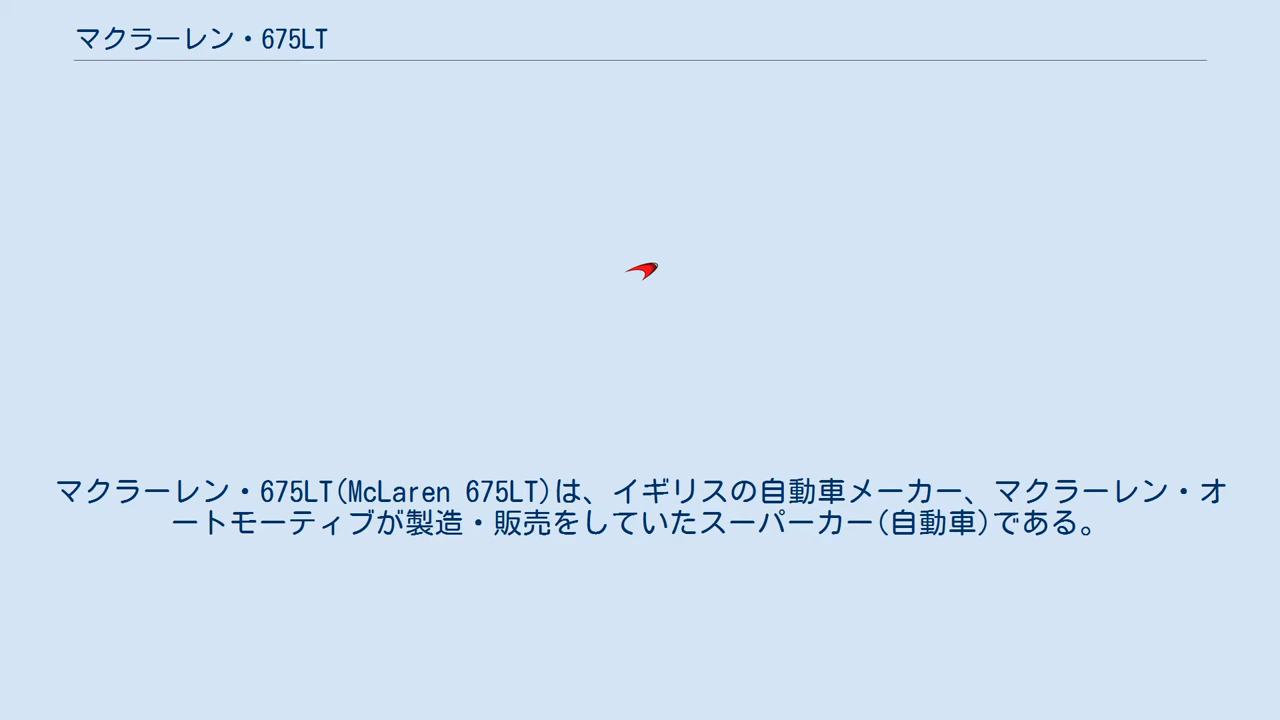 マクラーレン・675LT
マクラーレン・675LT(McLaren 675LT)は、イギリスの自動車メーカー、マクラーレン・オ
ートモーティブが製造・販売をしていたスーパーカー(自動車)である。